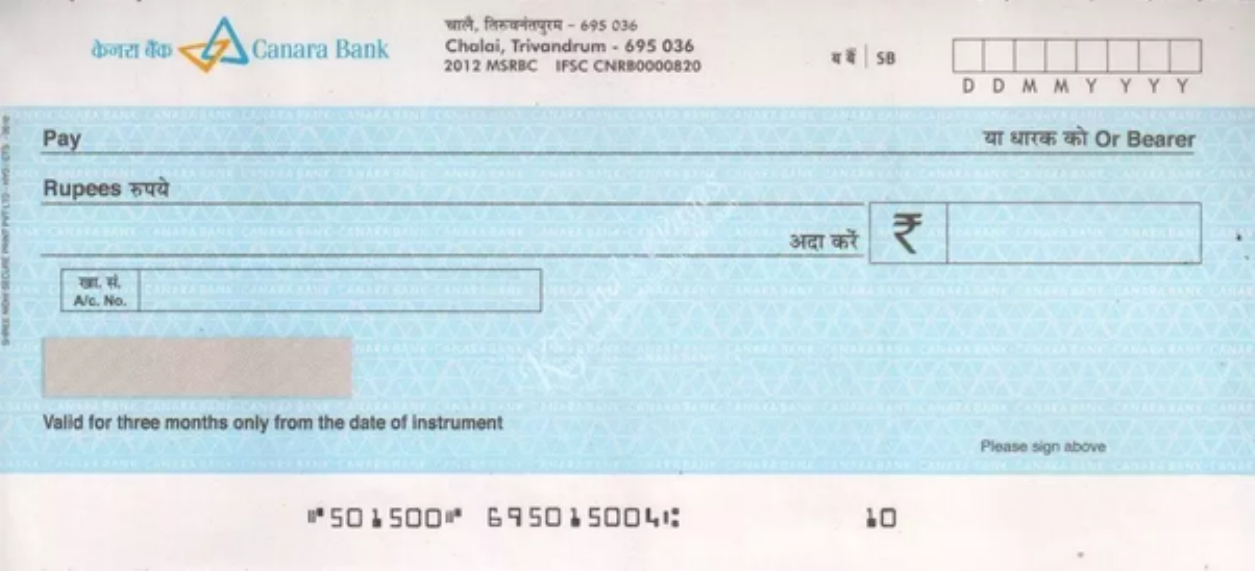 केनरा बैंक Canara Bank
चालै, तिरुवनंतपुरम - 695 036
Chalai, Trivandrum - 695 036
2012 MSRBC IFSC CNRB0000820
ब बैं | SB
D D M M Y Y Y Y
Pay या धारक को Or Bearer
Rupees रुपये
अदा करें ₹
खा. सं.
A/c. No.
Valid for three months only from the date of instrument
Please sign above
⑈501500⑈ 695015004⑆ 10